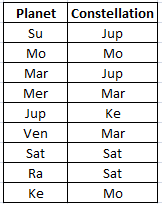 Planet Constellation
Su Jup
Mo Mo
Mar Jup
Mer Mar
Jup Ke
Ven Mar
Sat Sat
Ra Sat
Ke Mo